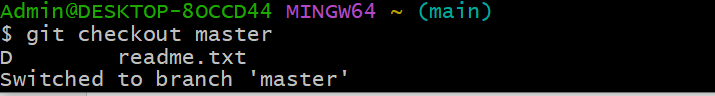 Admin@DESKTOP-8OCCD44 MINGW64 ~ (main)
$ git checkout master
D       readme.txt
Switched to branch 'master'